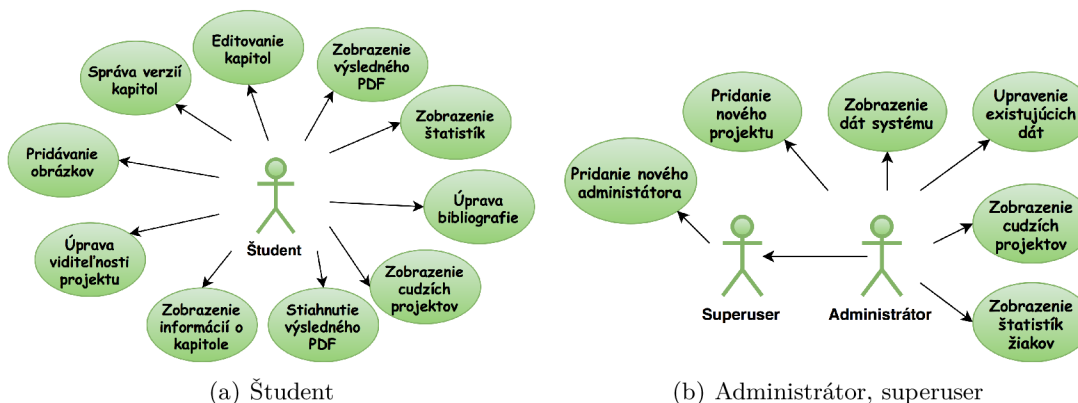 Editovanie
kapitol
Zobrazenie
výsledného
PDF
Správa verzií
kapitol
Zobrazenie
štatistík
Pridávanie
obrázkov
Úprava
bibliografie
Úprava
viditeľnosti
projektu
Študent
Zobrazenie
cudzích
projektov
Zobrazenie
informácií o
kapitole
Stiahnutie
výsledného
PDF
(a) Študent
Pridanie
nového
projektu
Zobrazenie
dát systému
Upravenie
existujúcich
dát
Pridanie nového
administátora
Zobrazenie
cudzích
projektov
Superuser
Administrátor
Zobrazenie
štatistík
žiakov
(b) Administrátor, superuser